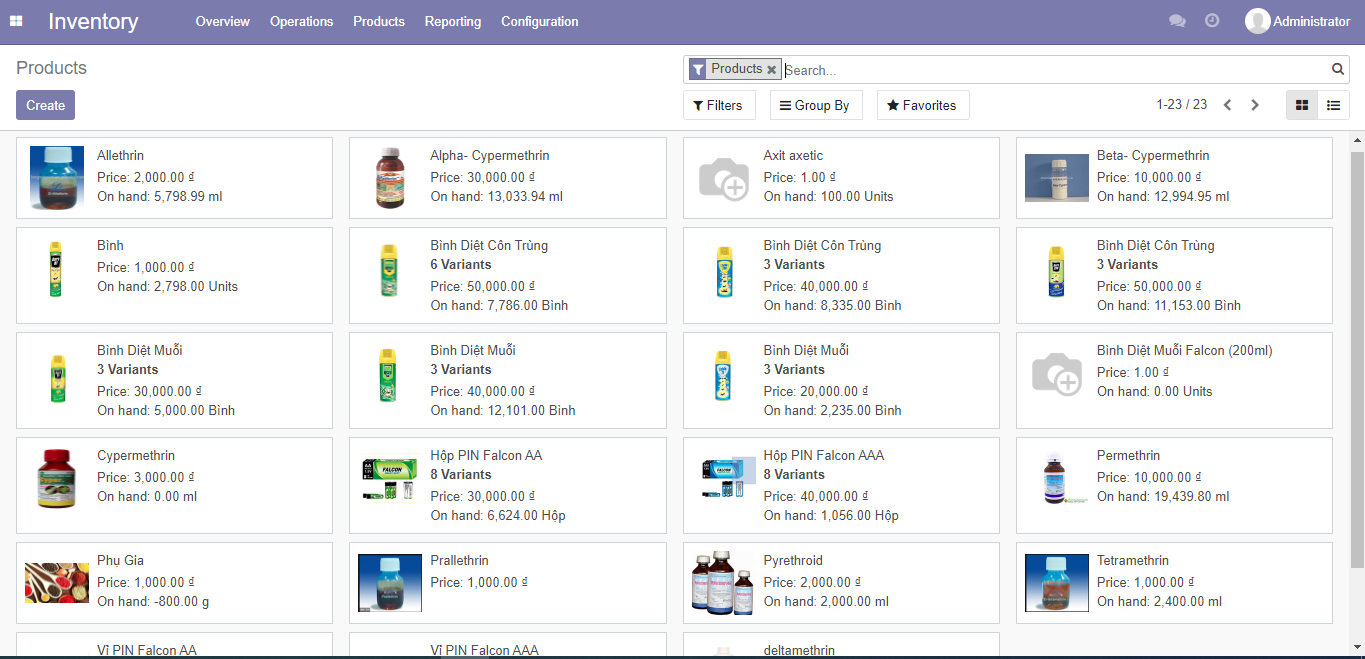 Inventory
Overview
Operations
Products
Reporting
Configuration
Administrator
Products
Products
Search...
Create
Filters
Group By
Favorites
1-23 / 23
Allethrin
Price: 2,000.00 ₫
On hand: 5,798.99 ml
Alpha- Cypermethrin
Price: 30,000.00 ₫
On hand: 13,033.94 ml
Axit axetic
Price: 1.00 ₫
On hand: 100.00 Units
Beta- Cypermethrin
Price: 10,000.00 ₫
On hand: 12,994.95 ml
Bình
Price: 1,000.00 ₫
On hand: 2,798.00 Units
Bình Diệt Côn Trùng
6 Variants
Price: 50,000.00 ₫
On hand: 7,786.00 Bình
Bình Diệt Côn Trùng
3 Variants
Price: 40,000.00 ₫
On hand: 8,335.00 Bình
Bình Diệt Côn Trùng
3 Variants
Price: 50,000.00 ₫
On hand: 11,153.00 Bình
Bình Diệt Muỗi
3 Variants
Price: 30,000.00 ₫
On hand: 5,000.00 Bình
Bình Diệt Muỗi
3 Variants
Price: 40,000.00 ₫
On hand: 12,101.00 Bình
Bình Diệt Muỗi
3 Variants
Price: 20,000.00 ₫
On hand: 2,235.00 Bình
Bình Diệt Muỗi Falcon (200ml)
Price: 1.00 ₫
On hand: 0.00 Units
Cypermethrin
Price: 3,000.00 ₫
On hand: 0.00 ml
FALCON
Hộp PIN Falcon AA
8 Variants
Price: 30,000.00 ₫
On hand: 6,624.00 Hộp
FALCON
Hộp PIN Falcon AAA
8 Variants
Price: 40,000.00 ₫
On hand: 1,056.00 Hộp
Permethrin
Price: 10,000.00 ₫
On hand: 19,439.80 ml
Phụ Gia
Price: 1,000.00 ₫
On hand: -800.00 g
Prallethrin
Price: 1,000.00 ₫
Pyrethroid
Price: 2,000.00 ₫
On hand: 2,000.00 ml
Tetramethrin
Price: 1,000.00 ₫
On hand: 2,400.00 ml
Vỉ PIN Falcon AA
Vỉ PIN Falcon AAA
deltamethrin